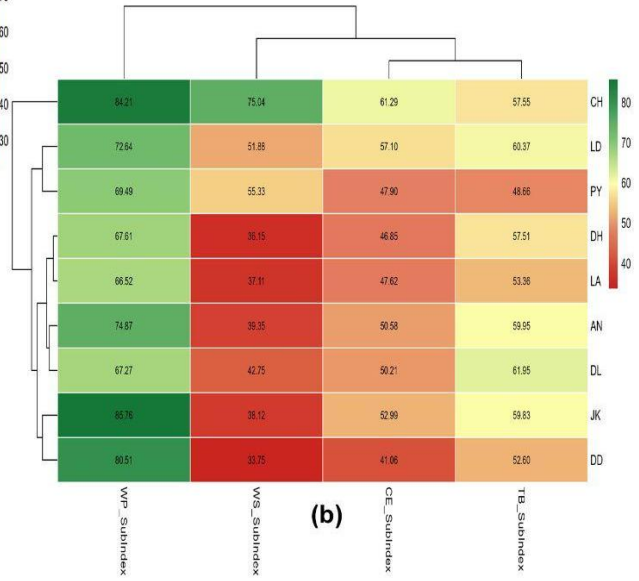 60
50
40
30
84.21 75.04 61.29 57.55 CH
72.64 51.88 57.10 60.37 LD
69.49 55.33 47.90 48.66 PY
67.61 36.15 46.85 57.51 DH
66.52 37.11 47.62 53.36 LA
74.87 39.35 50.58 59.95 AN
67.27 42.75 50.21 61.95 DL
85.76 38.12 52.99 59.83 JK
80.51 33.75 41.06 52.60 DD
80
70
60
50
40
WP_SubIndex
WS_SubIndex
CE_SubIndex
TB_SubIndex
(b)